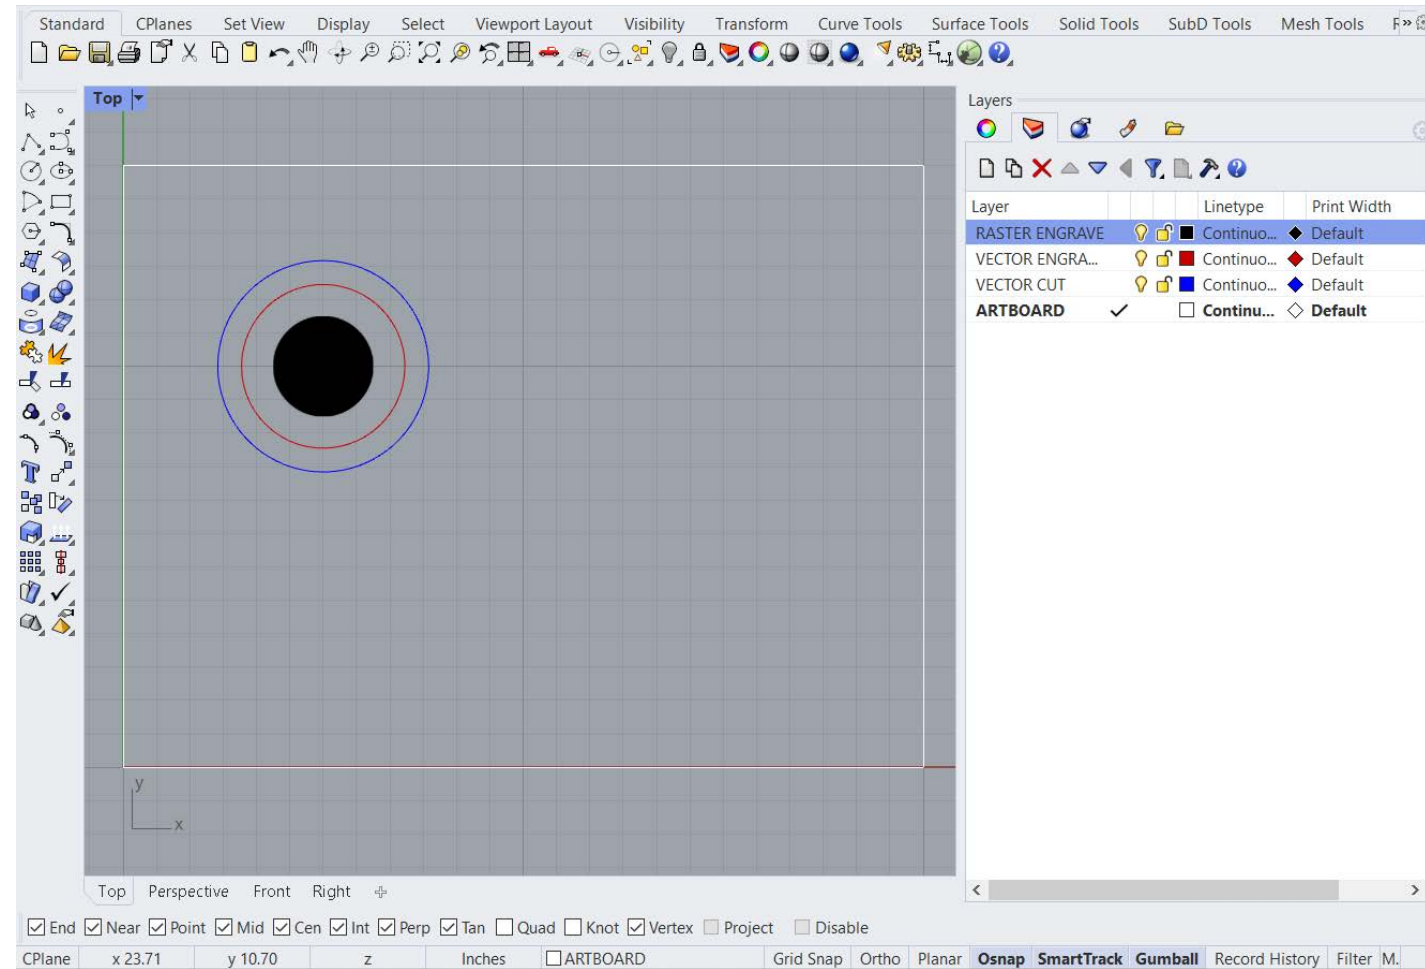 Standard CPlanes Set View Display Select Viewport Layout Visibility Transform Curve Tools Surface Tools Solid Tools SubD Tools Mesh Tools
Top
Layers
Layer Linetype Print Width
RASTER ENGRAVE Continuo... Default
VECTOR ENGRA... Continuo... Default
VECTOR CUT Continuo... Default
ARTBOARD Continu... Default
y
x
Top Perspective Front Right
End Near Point Mid Cen Int Perp Tan Quad Knot Vertex Project Disable
CPlane x 23.71 y 10.70 z Inches ARTBOARD Grid Snap Ortho Planar Osnap SmartTrack Gumball Record History Filter M.